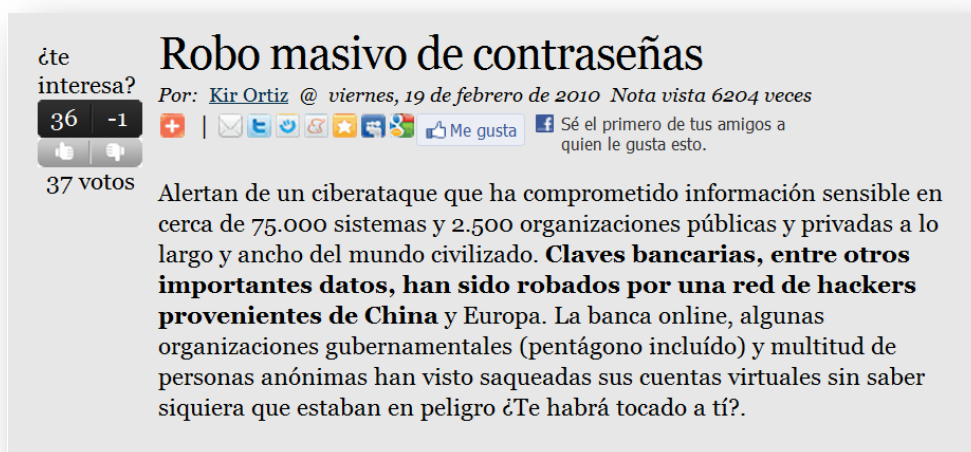 ¿te
interesa?
36 -1
37 votos
Robo masivo de contraseñas
Por: Kir Ortiz @ viernes, 19 de febrero de 2010 Nota vista 6204 veces
| Me gusta
Sé el primero de tus amigos a
quien le gusta esto.
Alertan de un ciberataque que ha comprometido información sensible en
cerca de 75.000 sistemas y 2.500 organizaciones públicas y privadas a lo
largo y ancho del mundo civilizado. Claves bancarias, entre otros
importantes datos, han sido robados por una red de hackers
provenientes de China y Europa. La banca online, algunas
organizaciones gubernamentales (pentágono incluído) y multitud de
personas anónimas han visto saqueadas sus cuentas virtuales sin saber
siquiera que estaban en peligro ¿Te habrá tocado a tí?.